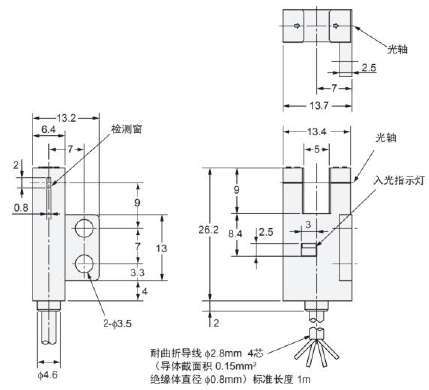 光轴
2.5
7
13.7
13.2
6.4
7
检测窗
2
0.8
9
7
13
3.3
4
2-φ3.5
φ4.6
13.4
5
光轴
9
入光指示灯
26.2
8.4
2.5
3
2
耐曲折导线 φ2.8mm 4芯
（导体截面积 0.15mm²
绝缘体直径 φ0.8mm）标准长度 1m